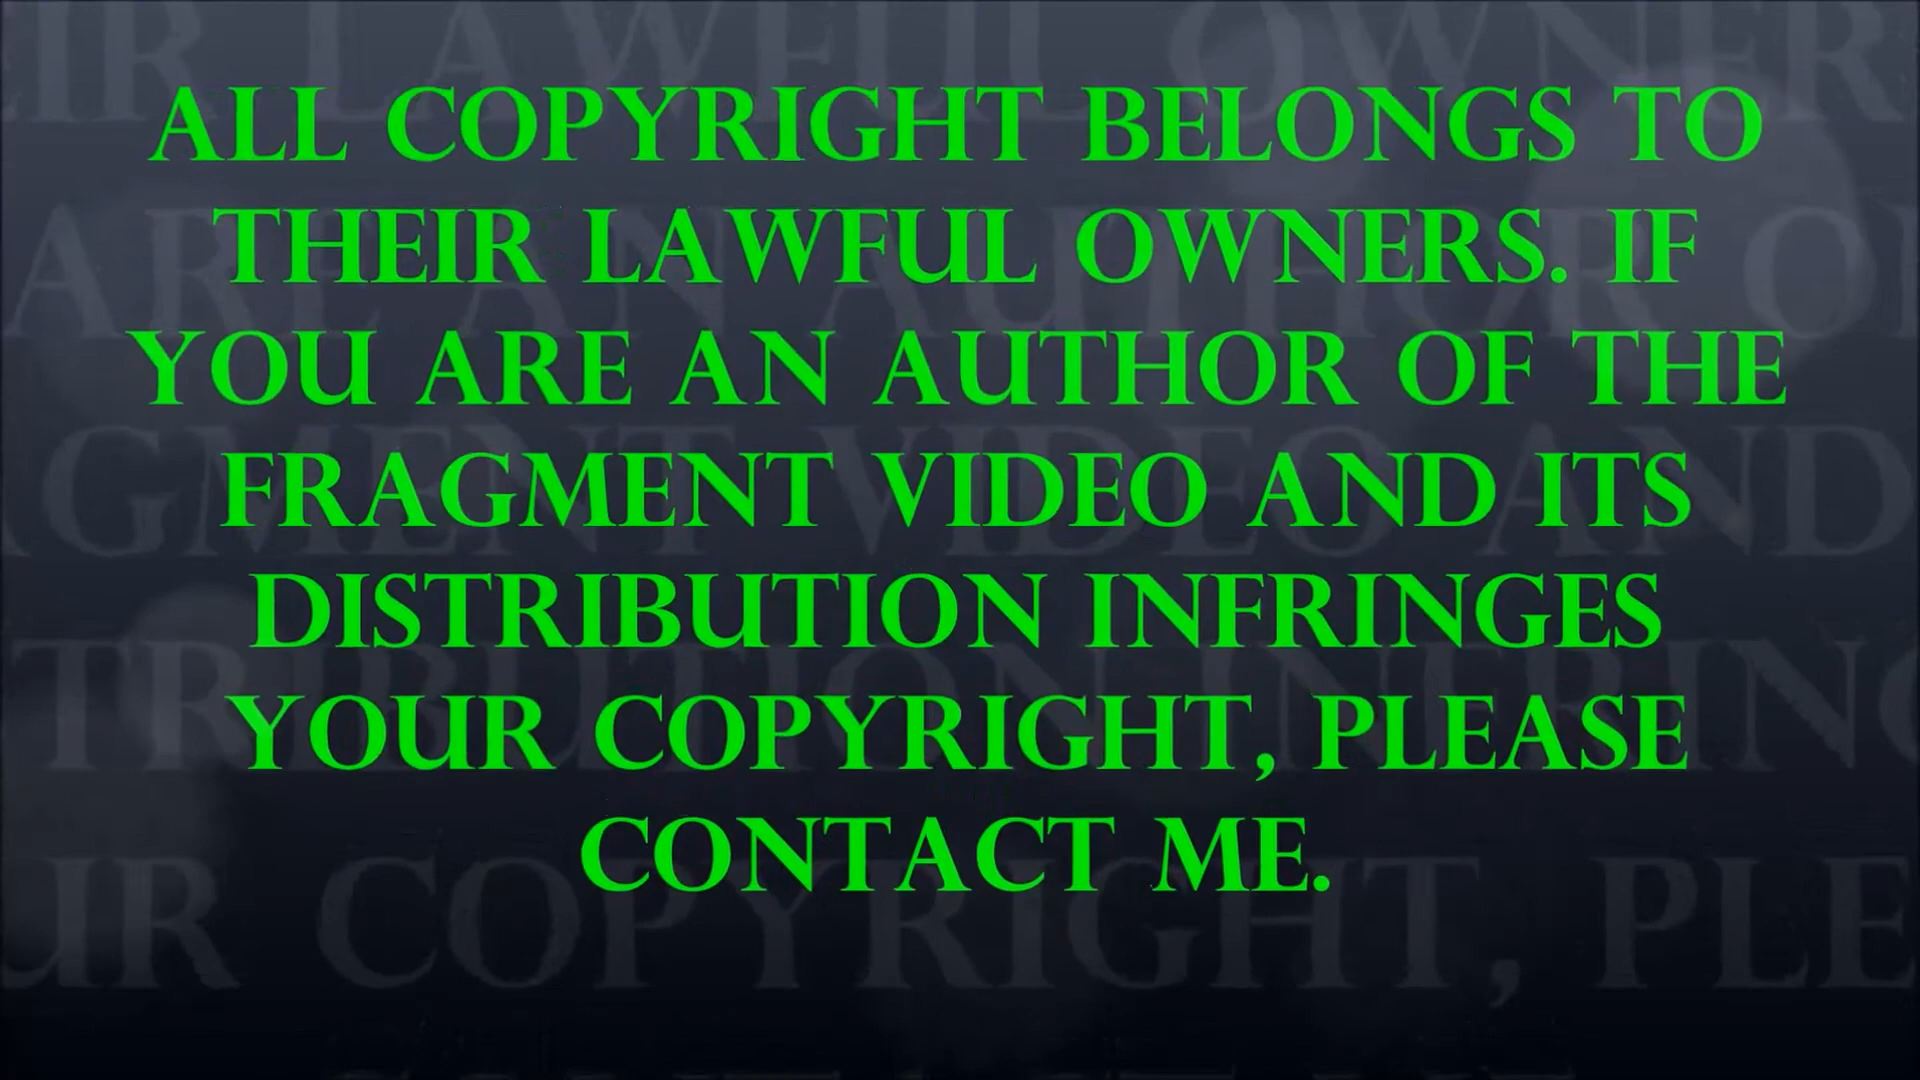 ALL COPYRIGHT BELONGS TO
THEIR LAWFUL OWNERS. IF
YOU ARE AN AUTHOR OF THE
FRAGMENT VIDEO AND ITS
DISTRIBUTION INFRINGES
YOUR COPYRIGHT, PLEASE
CONTACT ME.